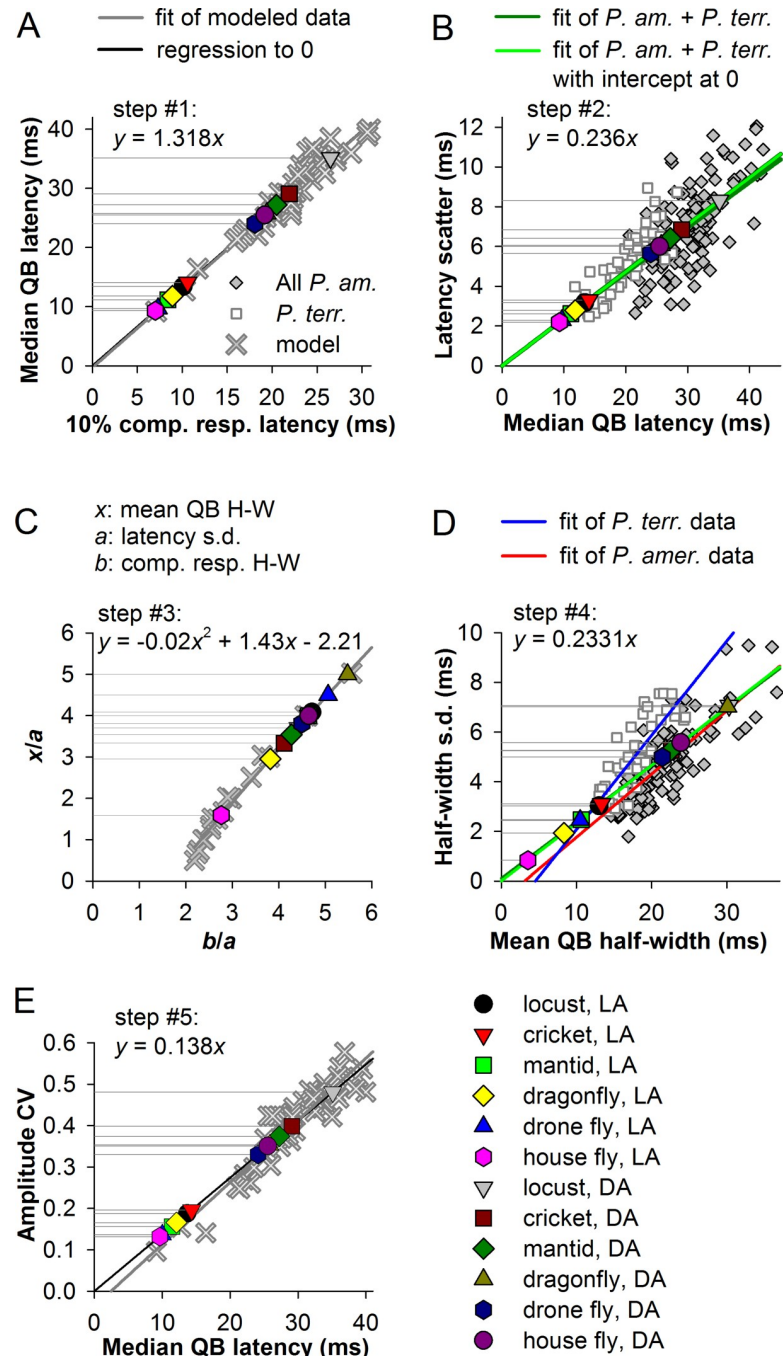 A
fit of modeled data
regression to 0
step #1:
y = 1.318x
Median QB latency (ms)
40
30
20
10
0
All P. am.
P. terr.
model
0 5 10 15 20 25 30
10% comp. resp. latency (ms)
B
fit of P. am. + P. terr.
fit of P. am. + P. terr.
with intercept at 0
step #2:
y = 0.236x
Latency scatter (ms)
12
10
8
6
4
2
0
0 10 20 30 40
Median QB latency (ms)
C
x: mean QB H-W
a: latency s.d.
b: comp. resp. H-W
step #3:
y = -0.02x² + 1.43x - 2.21
x/a
6
5
4
3
2
1
0
0 1 2 3 4 5 6
b/a
D
fit of P. terr. data
fit of P. amer. data
step #4:
y = 0.2331x
Half-width s.d. (ms)
10
8
6
4
2
0
0 10 20 30
Mean QB half-width (ms)
E
step #5:
y = 0.138x
Amplitude CV
0.6
0.5
0.4
0.3
0.2
0.1
0.0
0 10 20 30 40
Median QB latency (ms)
locust, LA
cricket, LA
mantid, LA
dragonfly, LA
drone fly, LA
house fly, LA
locust, DA
cricket, DA
mantid, DA
dragonfly, DA
drone fly, DA
house fly, DA